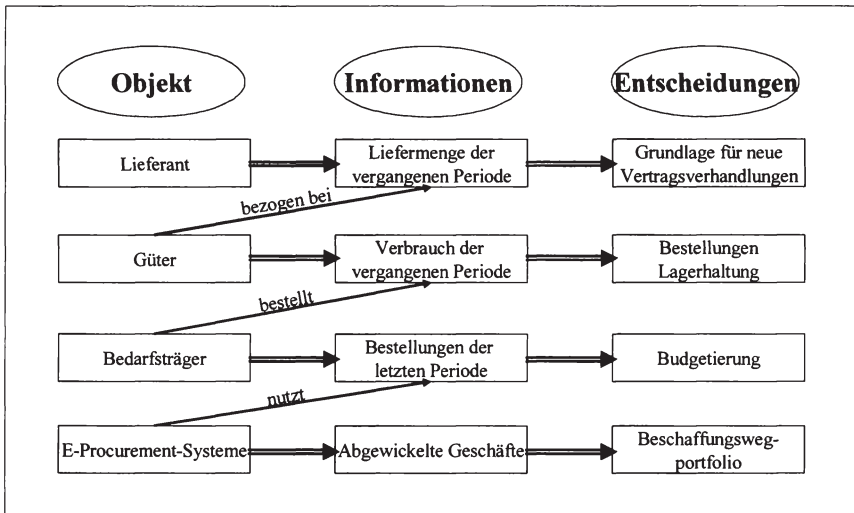 Objekt
Informationen
Entscheidungen
Lieferant
Liefermenge der
vergangenen Periode
Grundlage für neue
Vertragsverhandlungen
bezogen bei
Güter
Verbrauch der
vergangenen Periode
Bestellungen
Lagerhaltung
bestellt
Bedarfsträger
Bestellungen der
letzten Periode
Budgetierung
nutzt
E-Procurement-Systeme
Abgewickelte Geschäfte
Beschaffungsweg-
portfolio